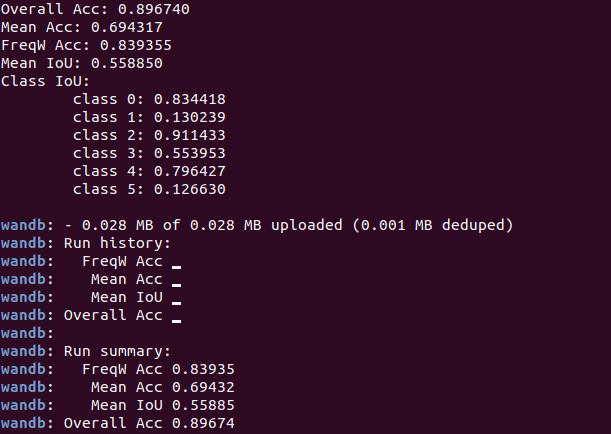 Overall Acc: 0.896740
Mean Acc: 0.694317
FreqW Acc: 0.839355
Mean IoU: 0.558850
Class IoU:
        class 0: 0.834418
        class 1: 0.130239
        class 2: 0.911433
        class 3: 0.553953
        class 4: 0.796427
        class 5: 0.126630

wandb: - 0.028 MB of 0.028 MB uploaded (0.001 MB deduped)
wandb: Run history:
wandb:   FreqW Acc ▁
wandb:    Mean Acc ▁
wandb:    Mean IoU ▁
wandb: Overall Acc ▁
wandb:
wandb: Run summary:
wandb:   FreqW Acc 0.83935
wandb:    Mean Acc 0.69432
wandb:    Mean IoU 0.55885
wandb: Overall Acc 0.89674